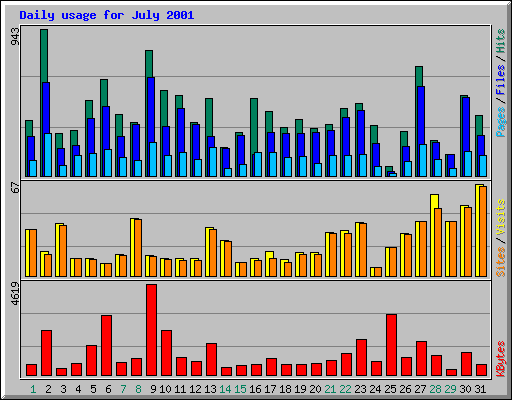 Daily usage for July 2001
943
Pages / Files / Hits
67
Sites / Visits
4619
KBytes
1 2 3 4 5 6 7 8 9 10 11 12 13 14 15 16 17 18 19 20 21 22 23 24 25 26 27 28 29 30 31